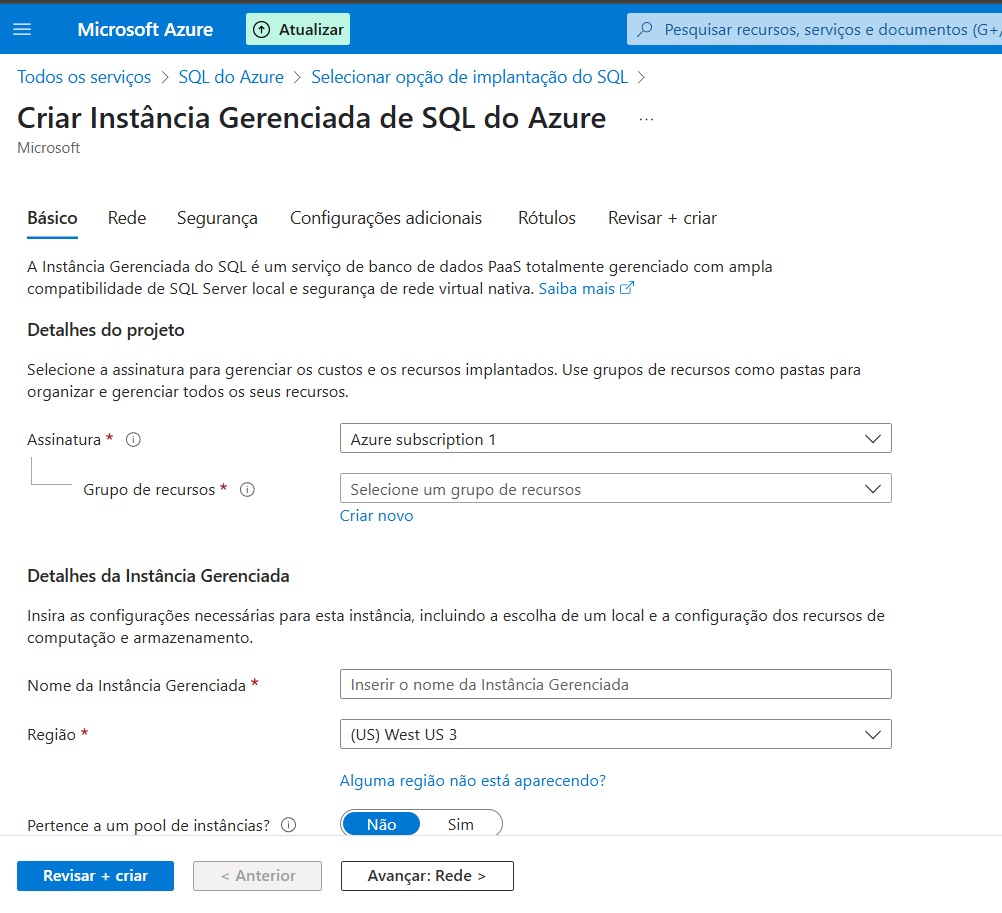 Microsoft Azure
Atualizar
Pesquisar recursos, serviços e documentos (G+/
Todos os serviços > SQL do Azure > Selecionar opção de implantação do SQL >
Criar Instância Gerenciada de SQL do Azure ...
Microsoft
Básico Rede Segurança Configurações adicionais Rótulos Revisar + criar
A Instância Gerenciada do SQL é um serviço de banco de dados PaaS totalmente gerenciado com ampla
compatibilidade de SQL Server local e segurança de rede virtual nativa. Saiba mais
Detalhes do projeto
Selecione a assinatura para gerenciar os custos e os recursos implantados. Use grupos de recursos como pastas para
organizar e gerenciar todos os seus recursos.
Assinatura *
Azure subscription 1
Grupo de recursos *
Selecione um grupo de recursos
Criar novo
Detalhes da Instância Gerenciada
Insira as configurações necessárias para esta instância, incluindo a escolha de um local e a configuração dos recursos de
computação e armazenamento.
Nome da Instância Gerenciada *
Inserir o nome da Instância Gerenciada
Região *
(US) West US 3
Alguma região não está aparecendo?
Pertence a um pool de instâncias?
Não Sim
Revisar + criar
< Anterior
Avançar: Rede >